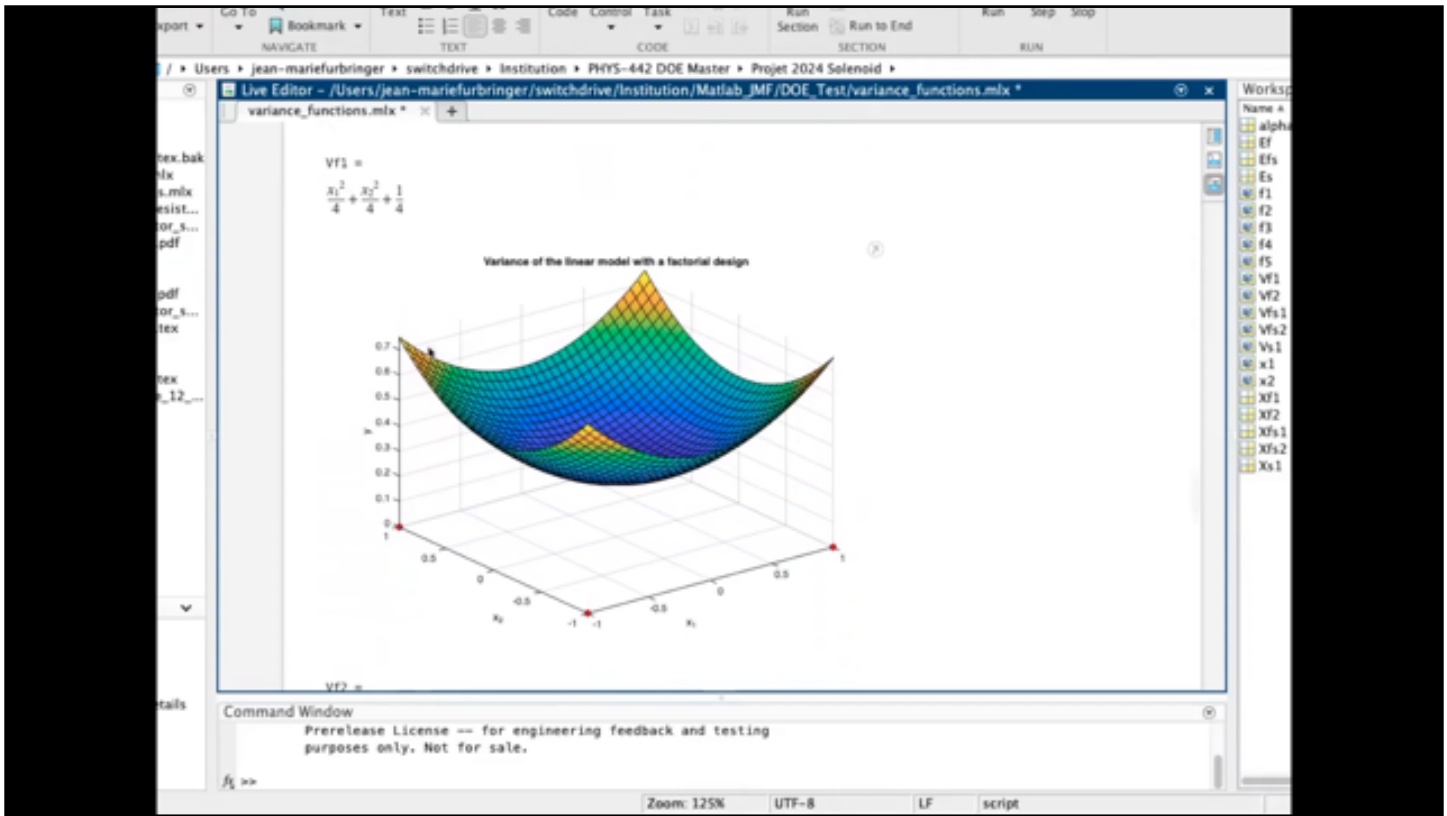 Go To
Text
Code Control Task
Run
Run Step Stop
xport
Bookmark
Section
Run to End
NAVIGATE
TEXT
CODE
SECTION
RUN
/ ▸ Users ▸ jean-mariefurbringer ▸ switchdrive ▸ Institution ▸ PHYS-442 DOE Master ▸ Projet 2024 Solenoid ▸
Live Editor - /Users/jean-mariefurbringer/switchdrive/Institution/Matlab_JMF/DOE_Test/variance_functions.mlx *
variance_functions.mlx * × +
tex.bak
s.mlx
esist...
tor_s...
.pdf
pdf
tor_s...
tex
tex
_12_...
etails
Vf1 =
x₁²/4 + x₂²/4 + 1/4
Variance of the linear model with a factorial design
0.7
0.6
0.5
0.4
y
0.3
0.2
0.1
0
1
0.5
0
-0.5
-1
x₂
-1
-0.5
0
0.5
1
x₁
Vf2 =
Command Window
Prerelease License -- for engineering feedback and testing
purposes only. Not for sale.
fx >>
Zoom: 125% UTF-8 LF script
Worksp
Name
alpha
Ef
Efs
Es
f1
f2
f3
f4
f5
Vf1
Vf2
Vfs1
Vfs2
Vs1
x1
x2
Xf1
Xf2
Xfs1
Xfs2
Xs1